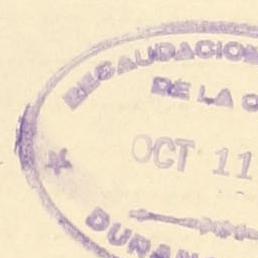 RECAUDACION
DE LA
OCT 11
DURAN